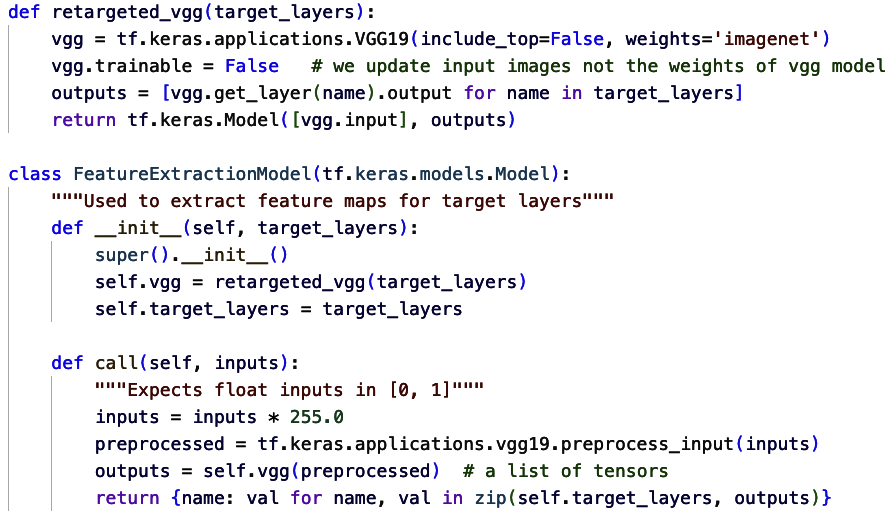 def retargeted_vgg(target_layers):
    vgg = tf.keras.applications.VGG19(include_top=False, weights='imagenet')
    vgg.trainable = False   # we update input images not the weights of vgg model
    outputs = [vgg.get_layer(name).output for name in target_layers]
    return tf.keras.Model([vgg.input], outputs)

class FeatureExtractionModel(tf.keras.models.Model):
    """Used to extract feature maps for target layers"""
    def __init__(self, target_layers):
        super().__init__()
        self.vgg = retargeted_vgg(target_layers)
        self.target_layers = target_layers

    def call(self, inputs):
        """Expects float inputs in [0, 1]"""
        inputs = inputs * 255.0
        preprocessed = tf.keras.applications.vgg19.preprocess_input(inputs)
        outputs = self.vgg(preprocessed)  # a list of tensors
        return {name: val for name, val in zip(self.target_layers, outputs)}